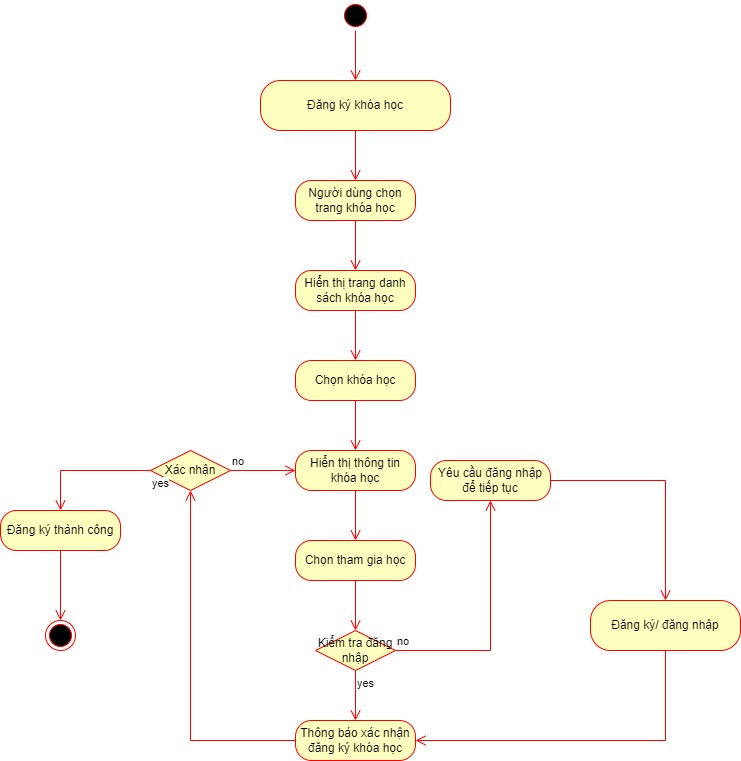 Đăng ký khóa học
Người dùng chọn
trang khóa học
Hiển thị trang danh
sách khóa học
Chọn khóa học
Xác nhận
no
yes
Hiển thị thông tin
khóa học
Yêu cầu đăng nhập
để tiếp tục
Đăng ký thành công
Chọn tham gia học
Kiểm tra đăng
nhập
no
yes
Đăng ký/ đăng nhập
Thông báo xác nhận
đăng ký khóa học